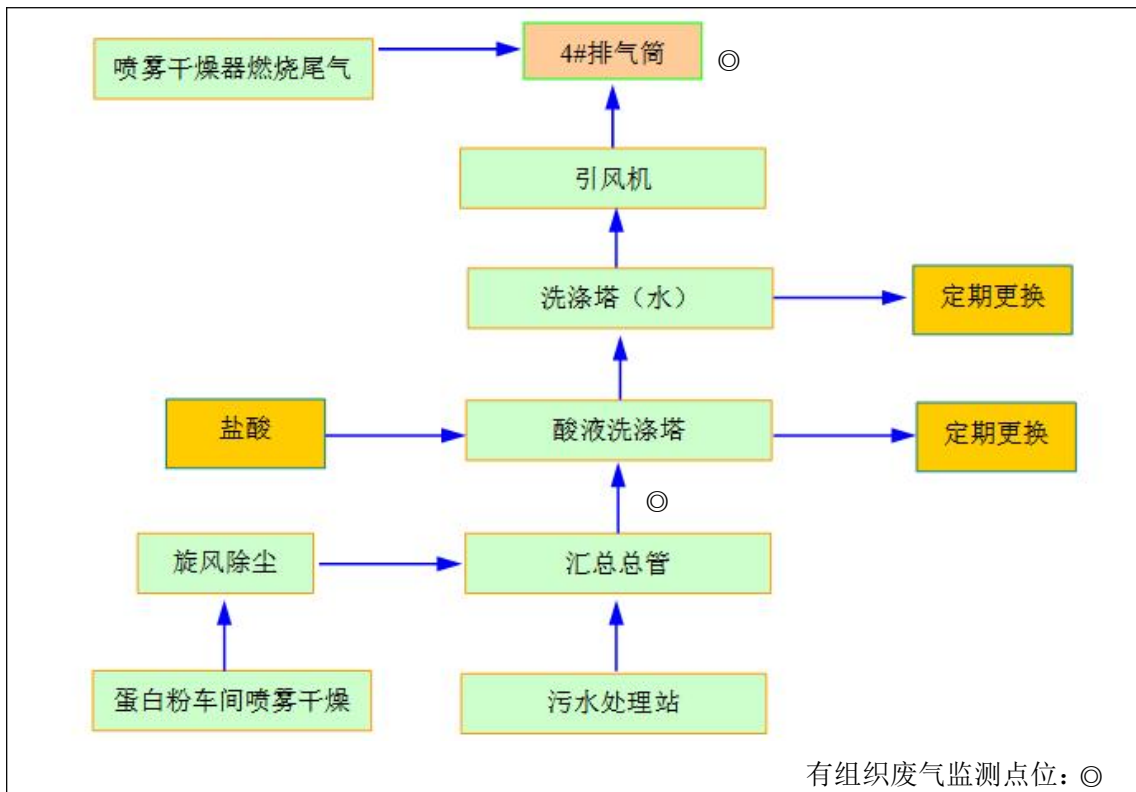 喷雾干燥器燃烧尾气
4#排气筒
◎
引风机
洗涤塔（水）
定期更换
盐酸
酸液洗涤塔
定期更换
◎
旋风除尘
汇总总管
蛋白粉车间喷雾干燥
污水处理站
有组织废气监测点位：◎